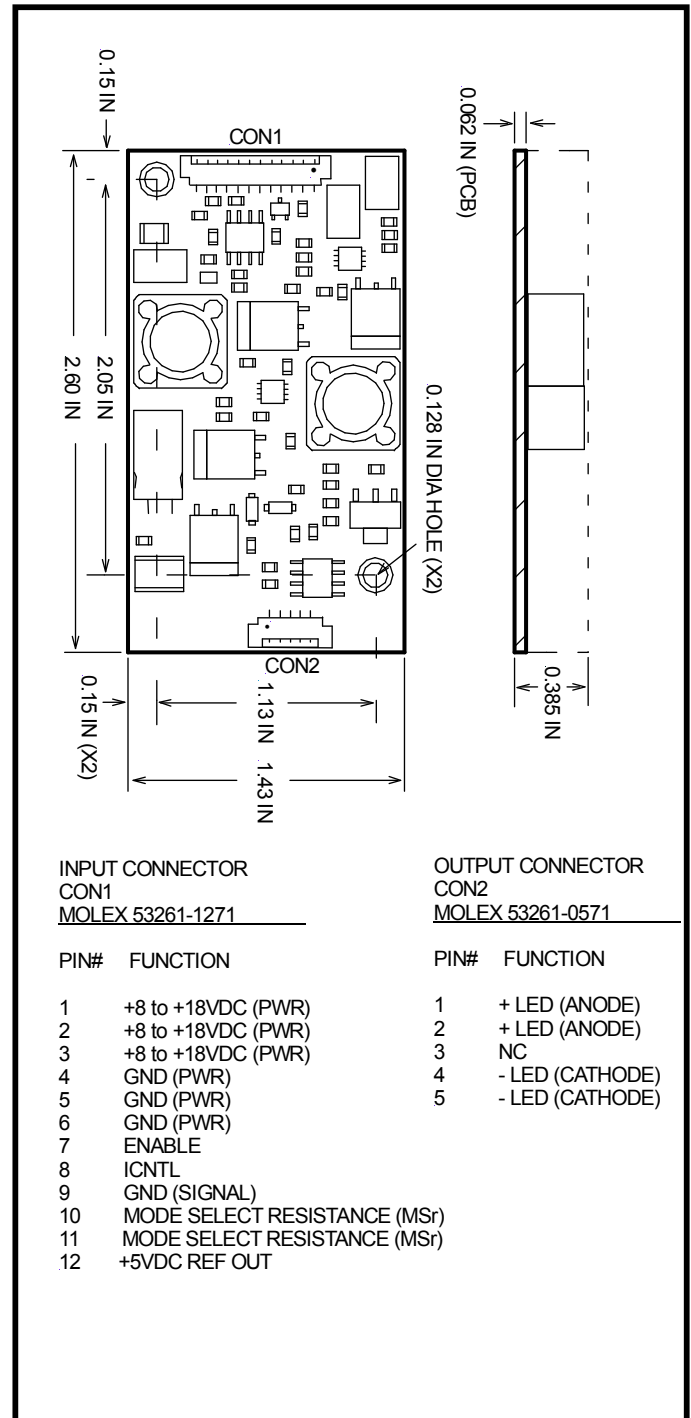 0.15 IN
CON1
0.062 IN (PCB)
2.60 IN
2.05 IN
0.128 IN DIA HOLE (X2)
CON2
0.15 IN (X2)
1.13 IN
1.43 IN
0.385 IN
INPUT CONNECTOR
CON1
MOLEX 53261-1271
PIN# FUNCTION
1 +8 to +18VDC (PWR)
2 +8 to +18VDC (PWR)
3 +8 to +18VDC (PWR)
4 GND (PWR)
5 GND (PWR)
6 GND (PWR)
7 ENABLE
8 ICNTL
9 GND (SIGNAL)
10 MODE SELECT RESISTANCE (MSr)
11 MODE SELECT RESISTANCE (MSr)
12 +5VDC REF OUT
OUTPUT CONNECTOR
CON2
MOLEX 53261-0571
PIN# FUNCTION
1 + LED (ANODE)
2 + LED (ANODE)
3 NC
4 - LED (CATHODE)
5 - LED (CATHODE)